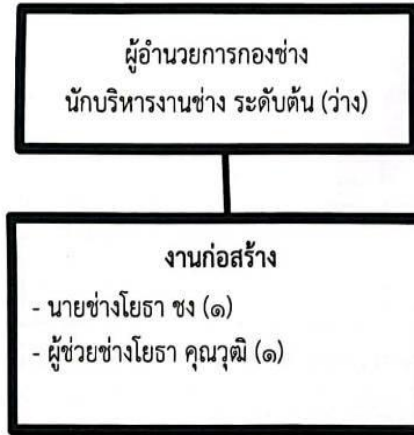 ผู้อำนวยการกองช่าง
นักบริหารงานช่าง ระดับต้น (ว่าง)
งานก่อสร้าง
- นายช่างโยธา ชง (๑)
- ผู้ช่วยช่างโยธา คุณวุฒิ (๑)